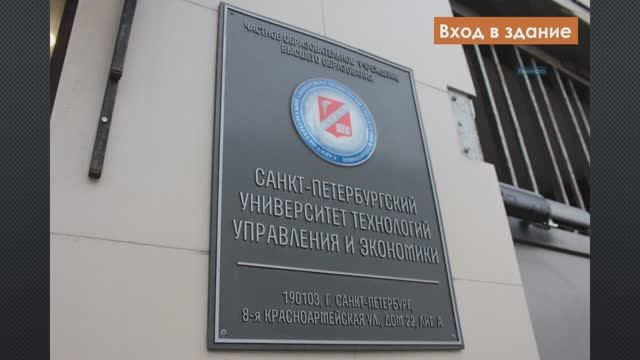 Вход в здание
ЧАСТНОЕ ОБРАЗОВАТЕЛЬНОЕ УЧРЕЖДЕНИЕ
ВЫСШЕГО ОБРАЗОВАНИЯ
САНКТ-ПЕТЕРБУРГСКИЙ
УНИВЕРСИТЕТ ТЕХНОЛОГИЙ
УПРАВЛЕНИЯ И ЭКОНОМИКИ
190103, Г. САНКТ-ПЕТЕРБУРГ,
8-я КРАСНОАРМЕЙСКАЯ УЛ., ДОМ 22, ЛИТ А